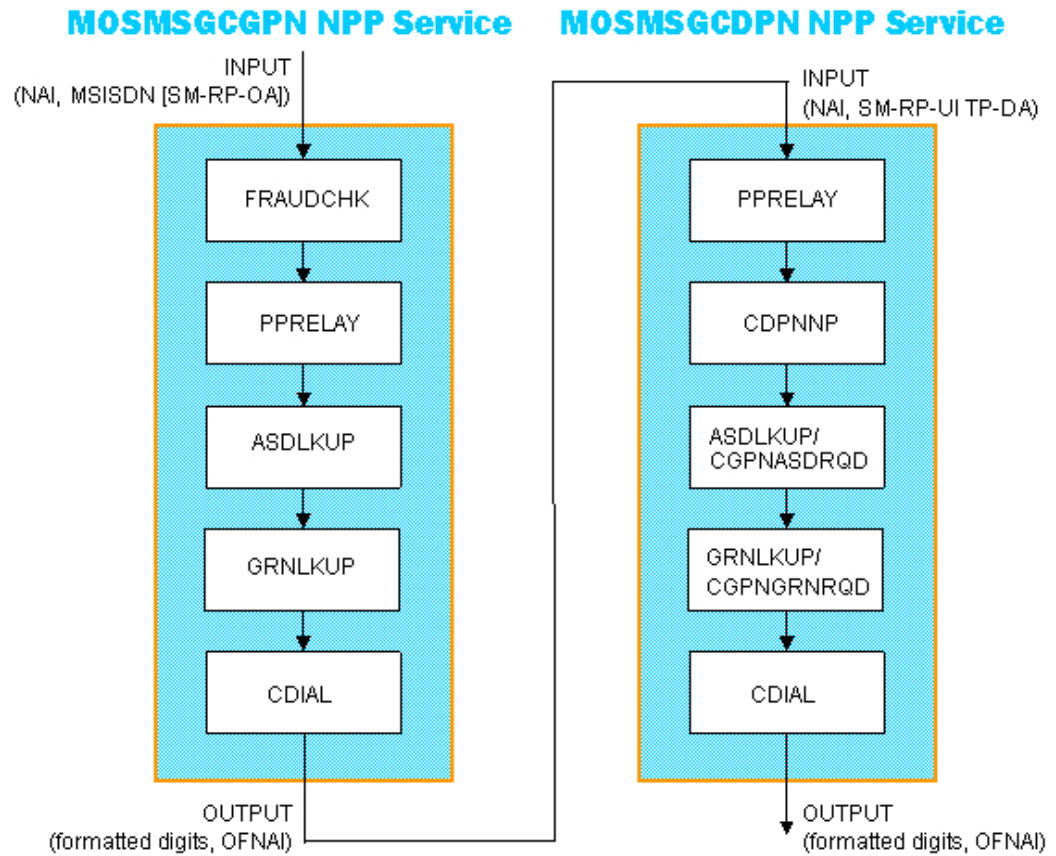 MOSMSGCGPN NPP Service
INPUT
(NAI, MSISDN [SM-RP-OA])
FRAUDCHK
PPRELAY
ASDLKUP
GRNLKUP
CDIAL
OUTPUT
(formatted digits, OFNAI)
MOSMSGCDPN NPP Service
INPUT
(NAI, SM-RP-UI TP-DA)
PPRELAY
CDPNNP
ASDLKUP/
CGPNASDRQD
GRNLKUP/
CGPNGRNRQD
CDIAL
OUTPUT
(formatted digits, OFNAI)